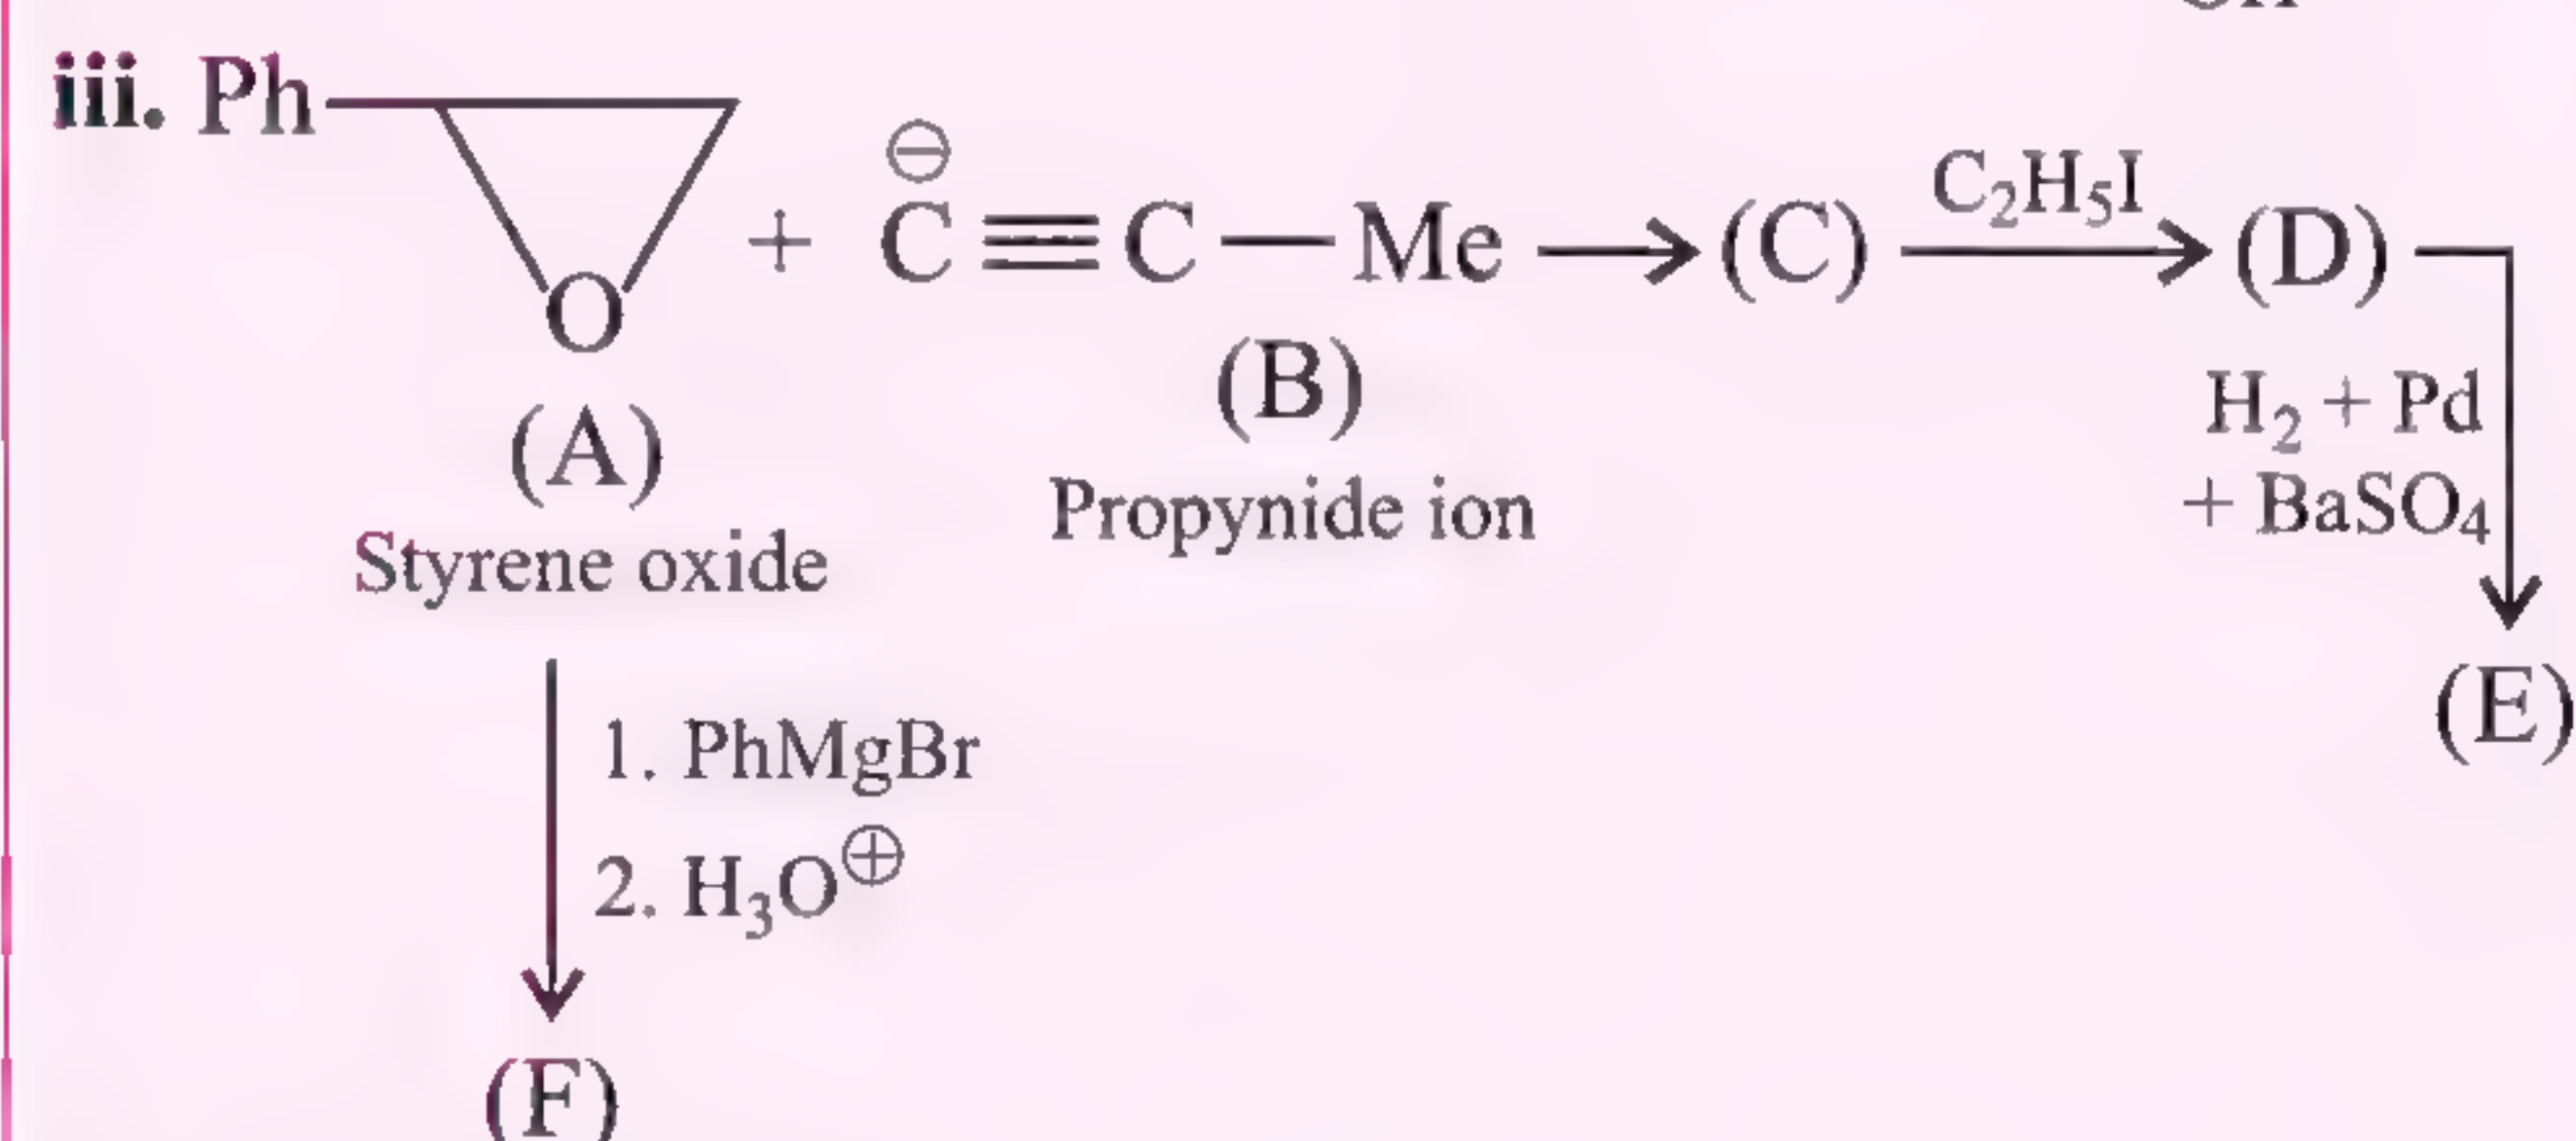 iii. Ph
O
(A)
Styrene oxide
+ C⊖ ≡ C — Me → (C) → (D)
(B)
Propynide ion
C₂H₅I
H₂ + Pd
+ BaSO₄
(E)
1. PhMgBr
2. H₃O⊕
(F)